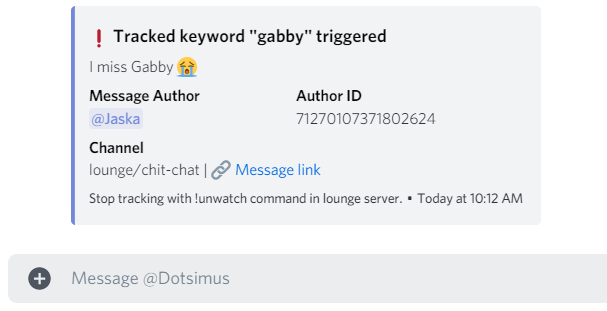 ❗ Tracked keyword "gabby" triggered
I miss Gabby 😭
Message Author Author ID
@Jaska 71270107371802624
Channel
lounge/chit-chat | 🔗 Message link
Stop tracking with !unwatch command in lounge server. • Today at 10:12 AM
Message @Dotsimus